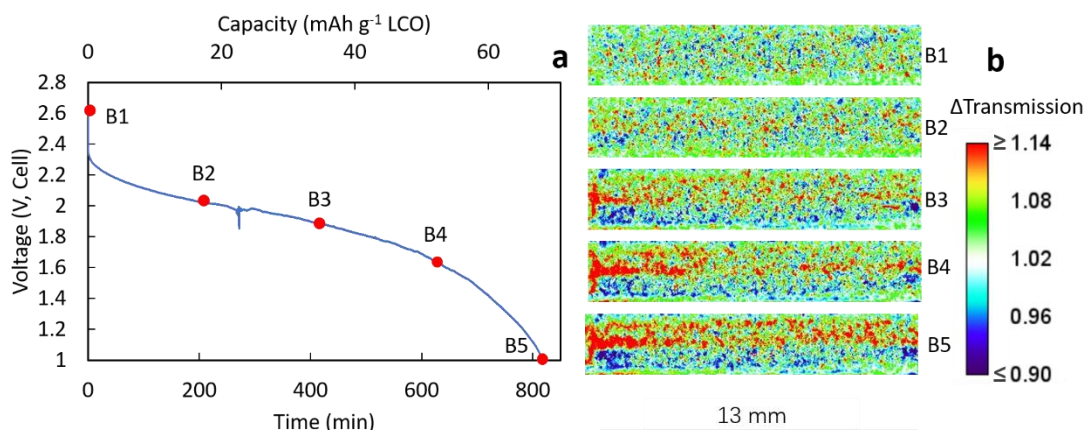 Capacity (mAh g⁻¹ LCO)
0 20 40 60
a
Voltage (V, Cell)
2.8
2.6
2.4
2.2
2
1.8
1.6
1.4
1.2
1
B1
B2
B3
B4
B5
0 200 400 600 800
Time (min)
B1
B2
B3
B4
B5
13 mm
b
ΔTransmission
≥ 1.14
1.08
1.02
0.96
≤ 0.90